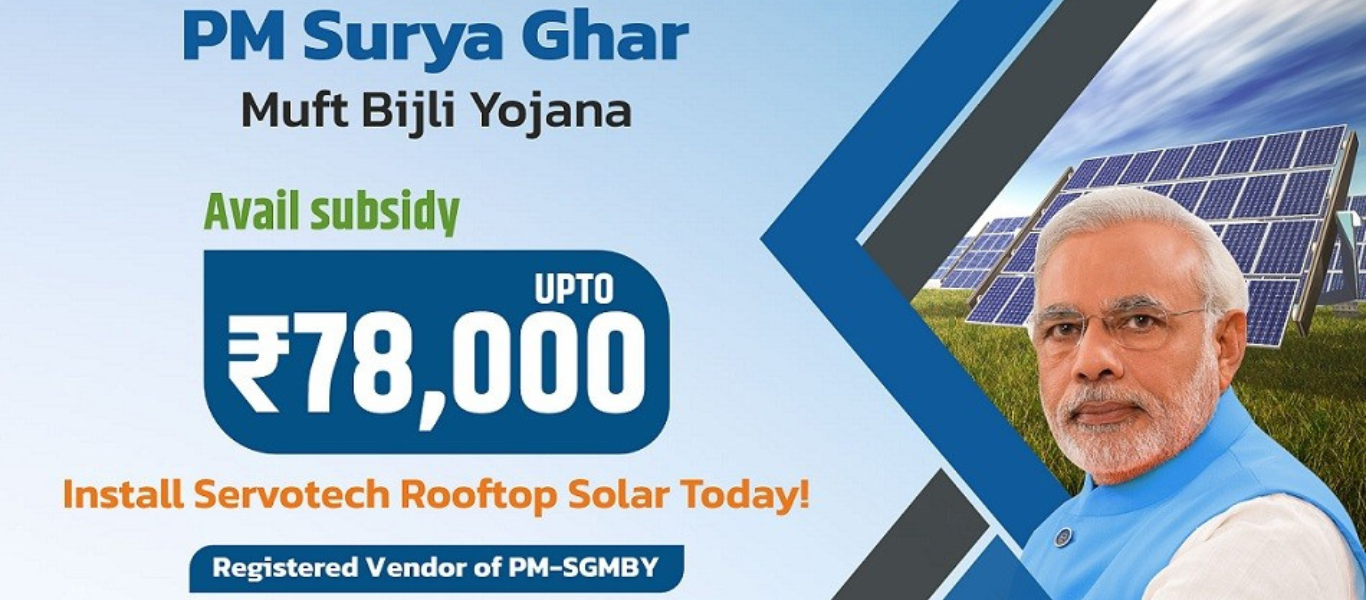 PM Surya Ghar
Muft Bijli Yojana
Avail subsidy
UPTO
₹78,000
Install Servotech Rooftop Solar Today!
Registered Vendor of PM-SGMBY